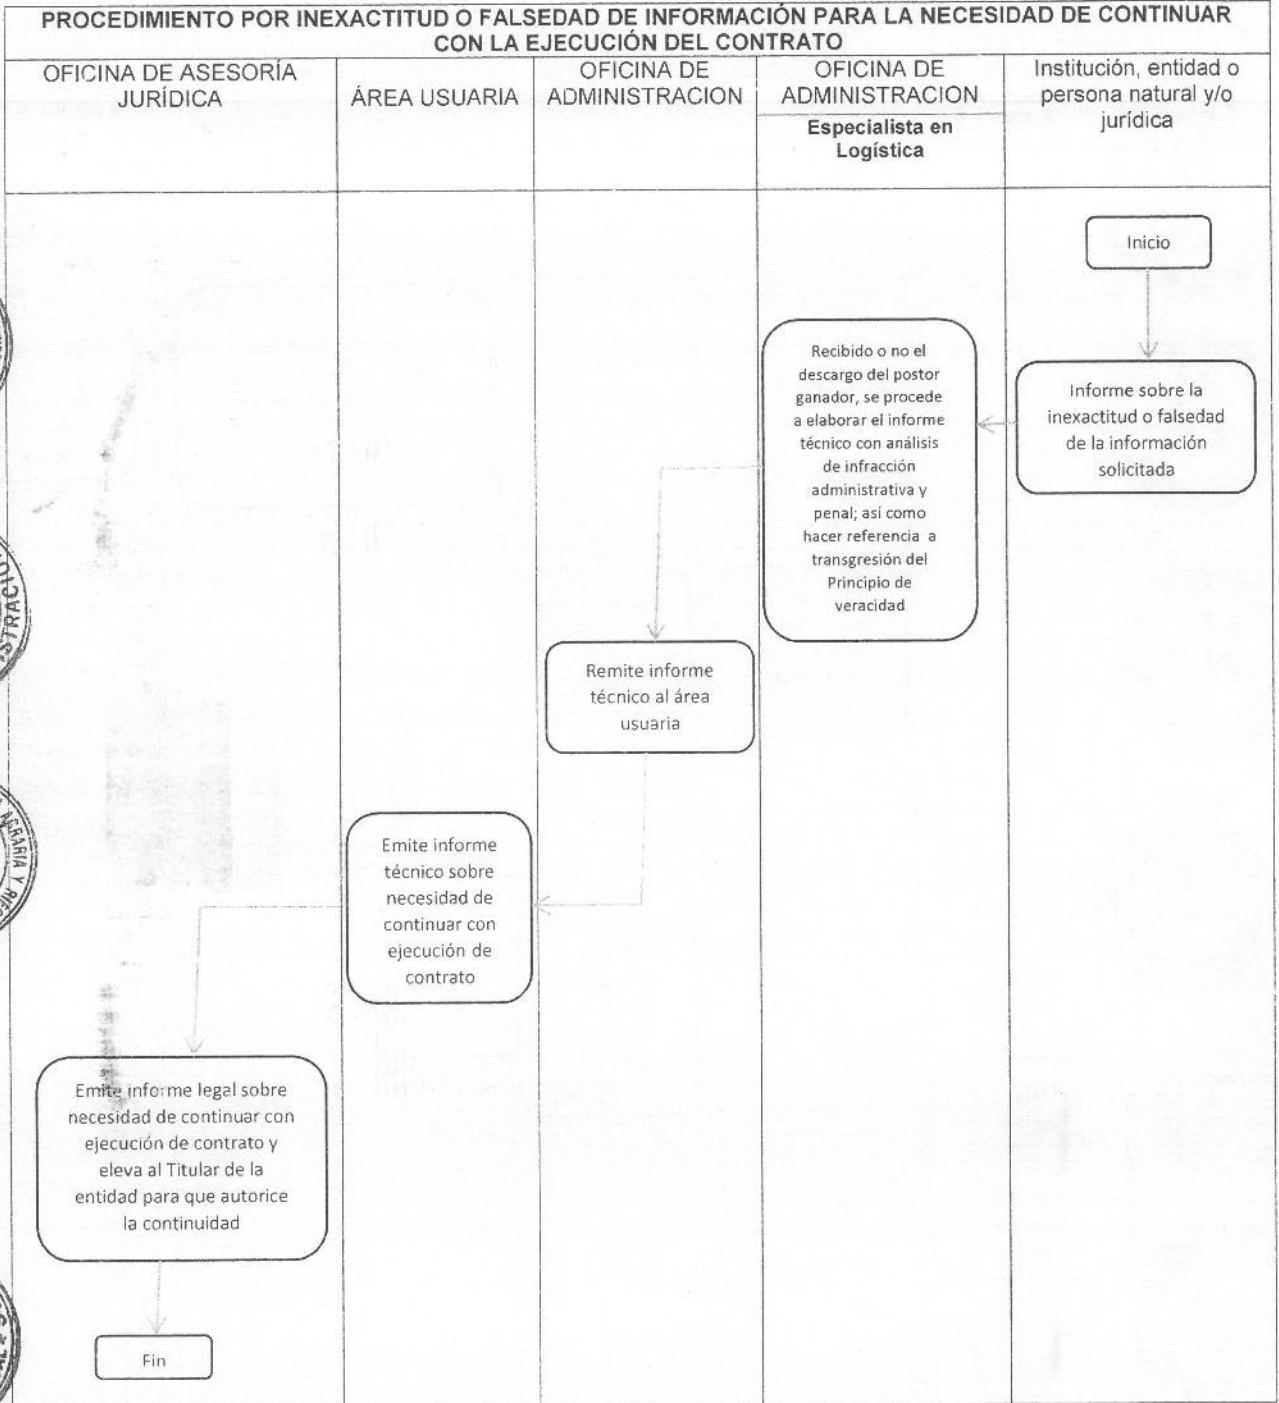 PROCEDIMIENTO POR INEXACTITUD O FALSEDAD DE INFORMACIÓN PARA LA NECESIDAD DE CONTINUAR
CON LA EJECUCIÓN DEL CONTRATO
OFICINA DE ASESORÍA
JURÍDICA
ÁREA USUARIA
OFICINA DE
ADMINISTRACION
OFICINA DE
ADMINISTRACION
Especialista en
Logística
Institución, entidad o
persona natural y/o
jurídica
Inicio
Informe sobre la
inexactitud o falsedad
de la información
solicitada
Recibido o no el
descargo del postor
ganador, se procede
a elaborar el informe
técnico con análisis
de infracción
administrativa y
penal; asi como
hacer referencia a
transgresión del
Principio de
veracidad
Remite informe
técnico al área
usuaria
Emite informe
técnico sobre
necesidad de
continuar con
ejecución de
contrato
Emite informe legal sobre
necesidad de continuar con
ejecución de contrato y
eleva al Titular de la
entidad para que autorice
la continuidad
Fin
AGRARIA Y